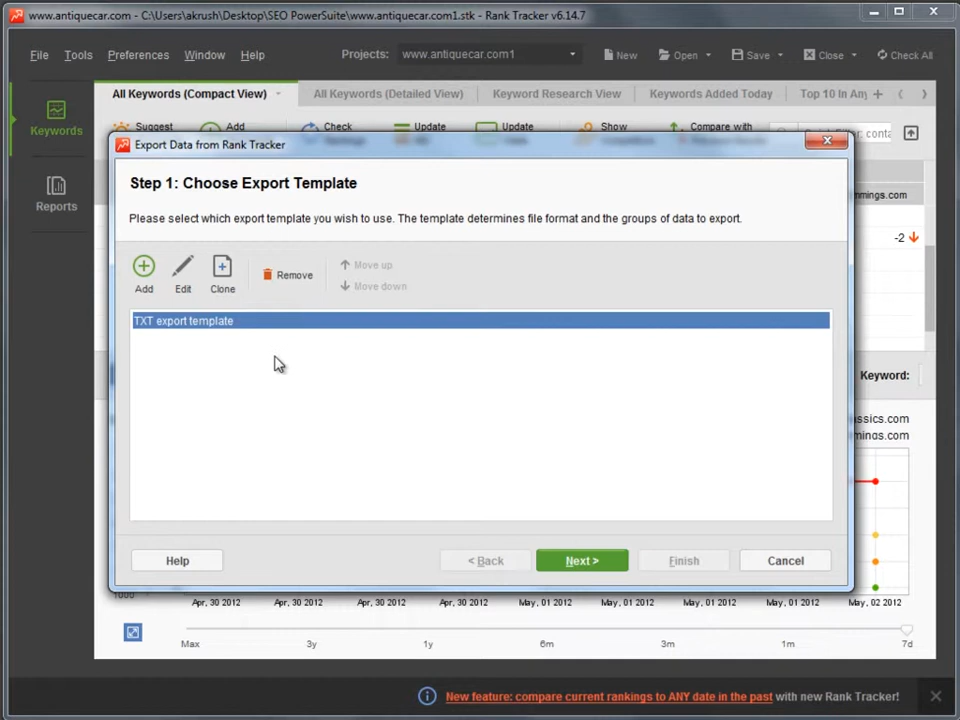 www.antiquecar.com - C:\Users\akrush\Desktop\SEO PowerSuite\www.antiquecar.com1.stk - Rank Tracker v6.14.7
File Tools Preferences Window Help Projects: www.antiquecar.com1 New Open Save Close Check All
All Keywords (Compact View) All Keywords (Detailed View) Keyword Research View Keywords Added Today Top 10 In Any
Keywords
Reports
Suggest Add Check Update Update Show Compare with
Export Data from Rank Tracker
Step 1: Choose Export Template
Please select which export template you wish to use. The template determines file format and the groups of data to export.
mmings.com
-2
Add Edit Clone Remove Move up
Move down
TXT export template
Keyword:
assics.com
mmings.com
Help < Back Next > Finish Cancel
1000
Apr, 30 2012 Apr, 30 2012 Apr, 30 2012 Apr, 30 2012 May, 01 2012 May, 01 2012 May, 01 2012 May, 01 2012 May, 02 2012
Max 3y 1y 6m 3m 1m 7d
New feature: compare current rankings to ANY date in the past with new Rank Tracker!